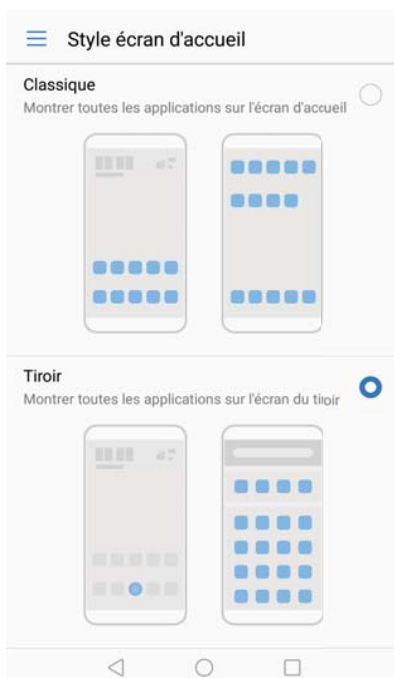 Style écran d'accueil
Classique
Montrer toutes les applications sur l'écran d'accueil
Tiroir
Montrer toutes les applications sur l'écran du tiroir